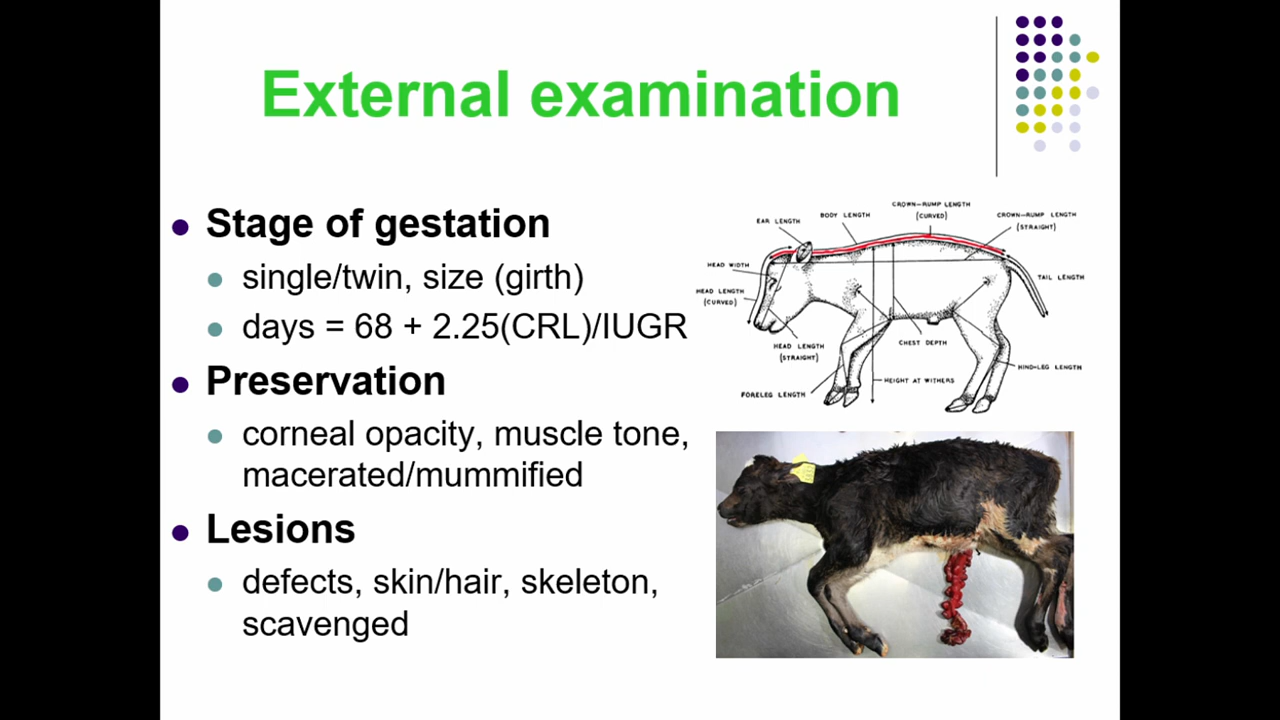 External examination
Stage of gestation
single/twin, size (girth)
days = 68 + 2.25(CRL)/IUGR
Preservation
corneal opacity, muscle tone,
macerated/mummified
Lesions
defects, skin/hair, skeleton,
scavenged
EAR LENGTH
BODY LENGTH
CROWN-RUMP LENGTH
(CURVED)
CROWN-RUMP LENGTH
(STRAIGHT)
HEAD WIDTH
HEAD LENGTH
(CURVED)
TAIL LENGTH
HEAD LENGTH
(STRAIGHT)
CHEST DEPTH
HIND-LEG LENGTH
HEIGHT AT WITHERS
FORELEG LENGTH